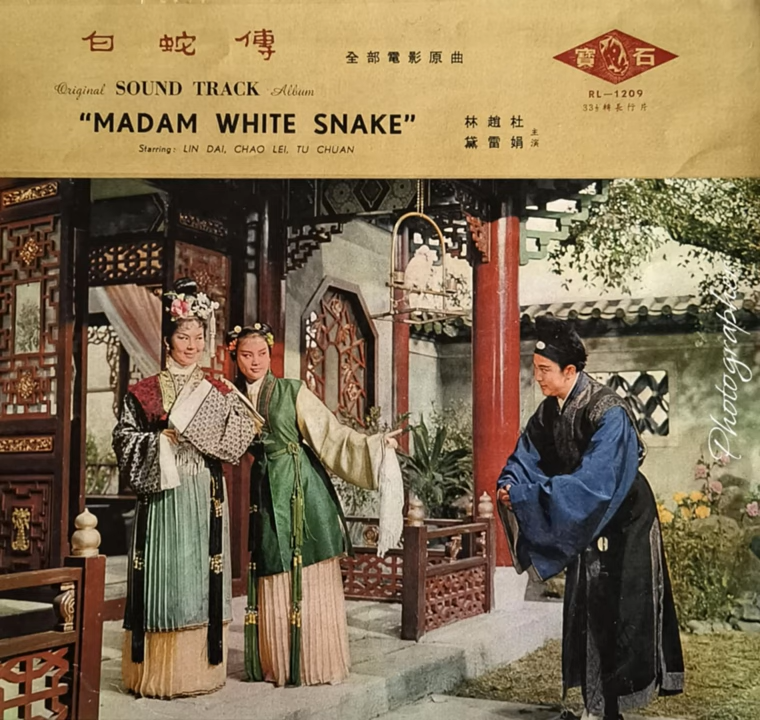 白蛇傳
全部電影原曲
寶石
RL—1209
33⅓轉長行片
Original SOUND TRACK Album
"MADAM WHITE SNAKE"
Starring: LIN DAI, CHAO LEI, TU CHUAN
林趙杜
黛雷娟
主演
Photographer